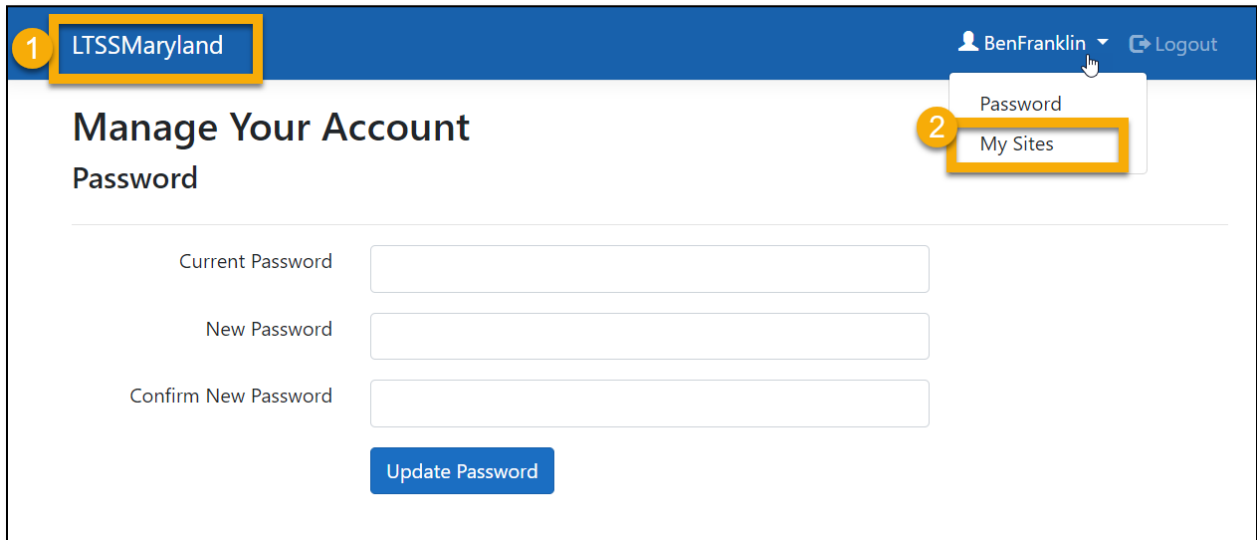 1 LTSSMaryland BenFranklin Logout
Password
2 My Sites
Manage Your Account
Password
Current Password
New Password
Confirm New Password
Update Password